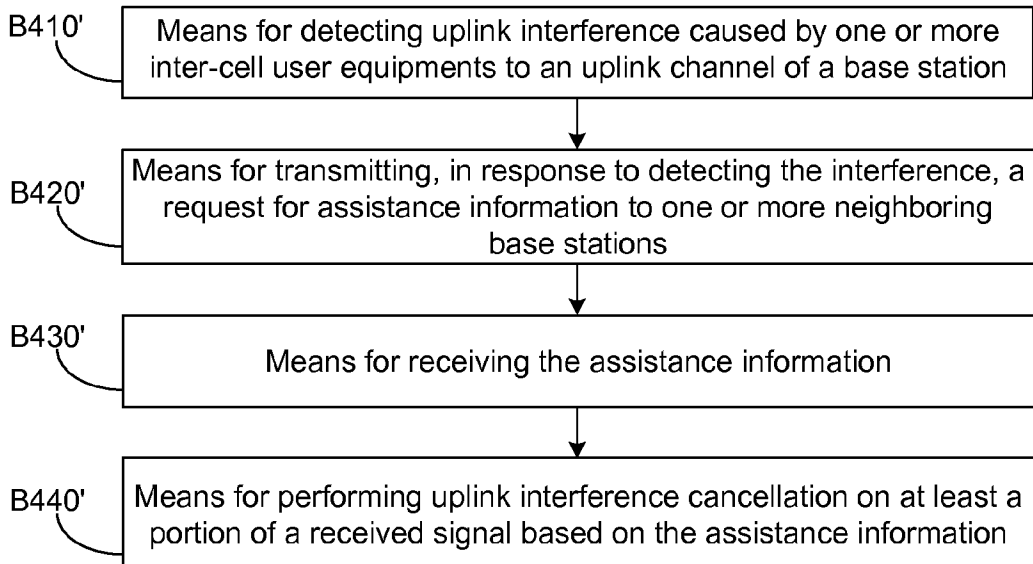 B410'
Means for detecting uplink interference caused by one or more
inter-cell user equipments to an uplink channel of a base station
B420'
Means for transmitting, in response to detecting the interference, a
request for assistance information to one or more neighboring
base stations
B430'
Means for receiving the assistance information
B440'
Means for performing uplink interference cancellation on at least a
portion of a received signal based on the assistance information